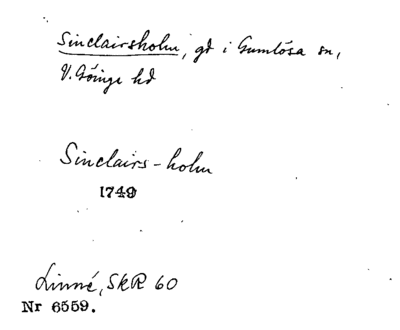 Sinclairsholm, gd i Gumlösa sn,
V. Göinge hd
Sinclairs-holm
1749
Linné, SkR 60
Nr 6559.